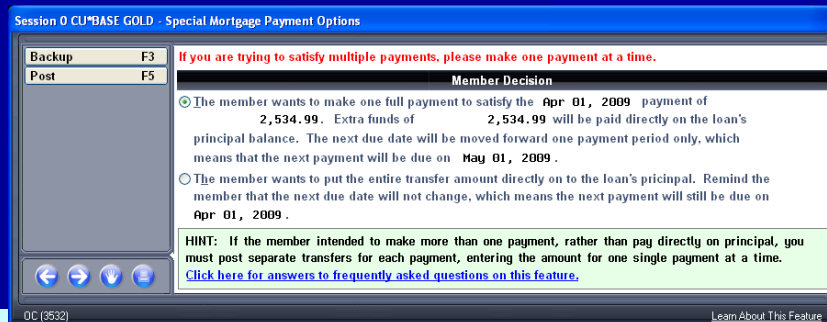 Session 0 CU*BASE GOLD - Special Mortgage Payment Options
Backup F3
Post F5
If you are trying to satisfy multiple payments, please make one payment at a time.
Member Decision
The member wants to make one full payment to satisfy the Apr 01, 2009 payment of
2,534.99. Extra funds of 2,534.99 will be paid directly on the loan's
principal balance. The next due date will be moved forward one payment period only, which
means that the next payment will be due on May 01, 2009.
The member wants to put the entire transfer amount directly on to the loan's pricinpal. Remind the
member that the next due date will not change, which means the next payment will still be due on
Apr 01, 2009.
HINT: If the member intended to make more than one payment, rather than pay directly on principal, you
must post separate transfers for each payment, entering the amount for one single payment at a time.
Click here for answers to frequently asked questions on this feature.
OC (3532)
Learn About This Feature